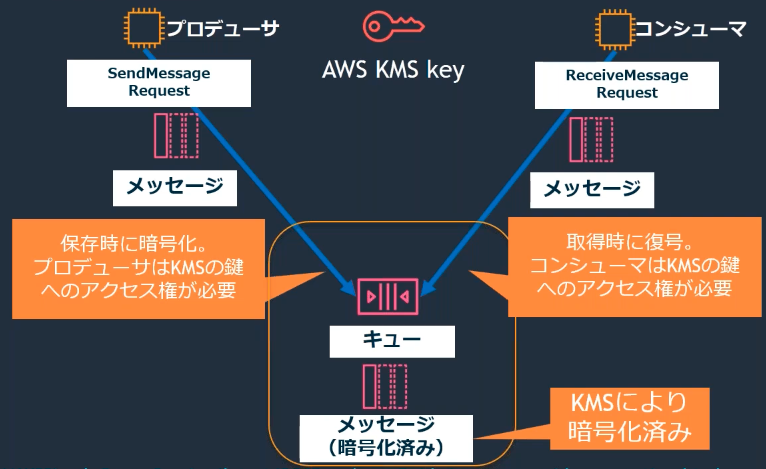 プロデューサ
AWS KMS key
コンシューマ
SendMessage
Request
ReceiveMessage
Request
メッセージ
メッセージ
保存時に暗号化。
プロデューサはKMSの鍵
へのアクセス権が必要
取得時に復号。
コンシューマはKMSの鍵
へのアクセス権が必要
キュー
メッセージ
（暗号化済み）
KMSにより
暗号化済み